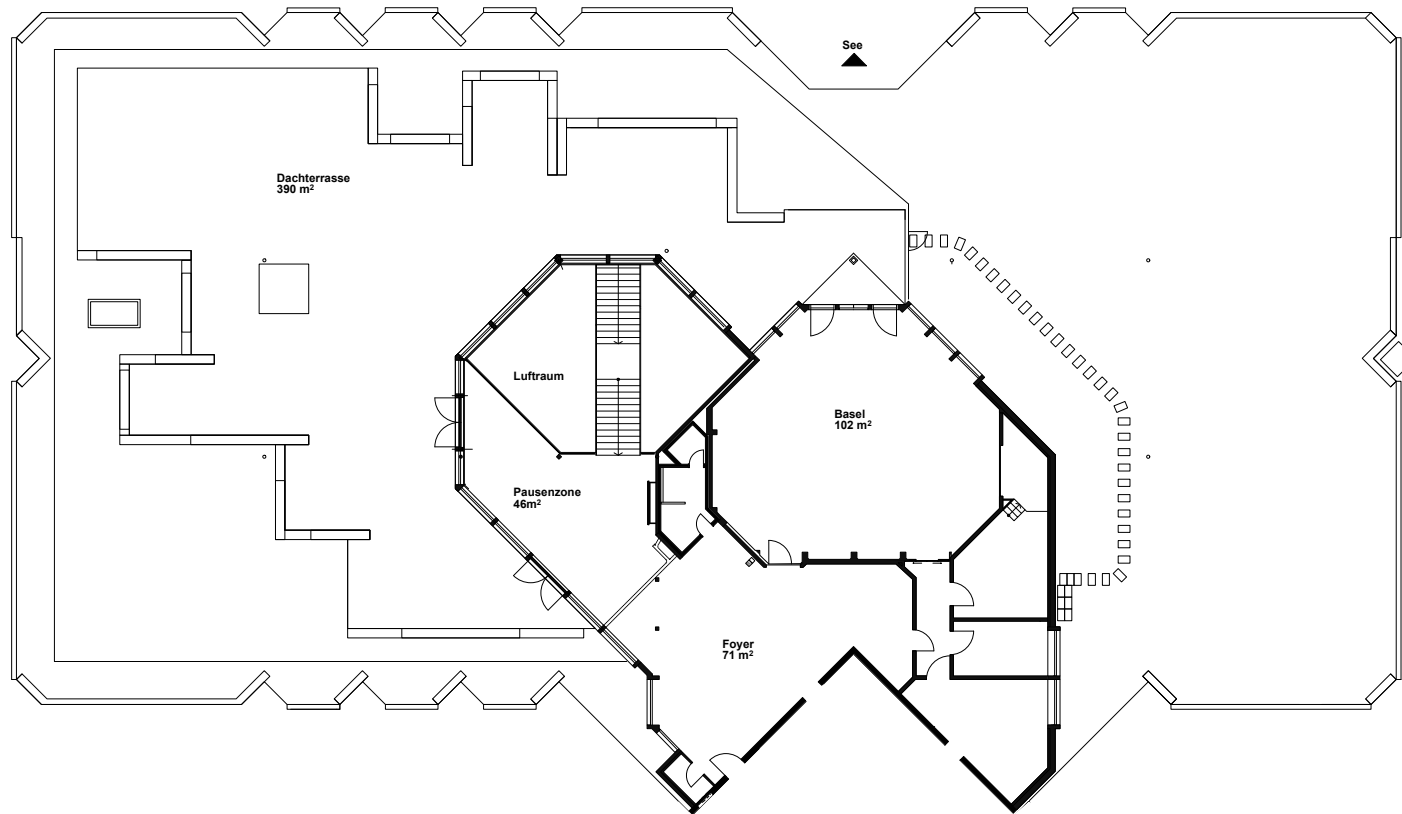 See
Dachterrasse
390 m²
Luftraum
Basel
102 m²
Pausenzone
46m²
Foyer
71 m²